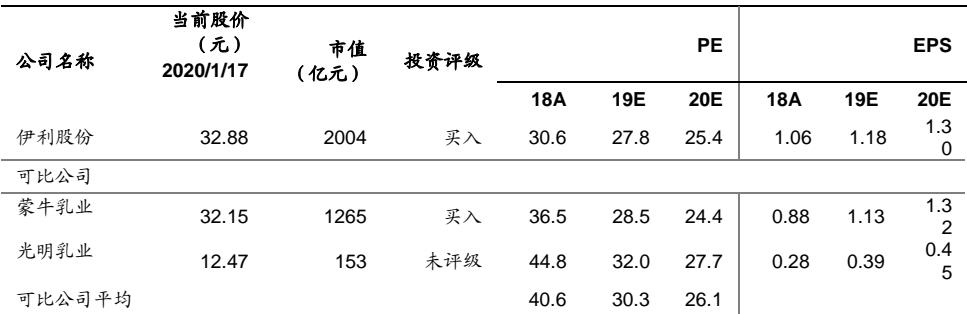 公司名称 当前股价（元）2020/1/17 市值（亿元） 投资评级 PE EPS
18A 19E 20E 18A 19E 20E
伊利股份 32.88 2004 买入 30.6 27.8 25.4 1.06 1.18 1.30
可比公司
蒙牛乳业 32.15 1265 买入 36.5 28.5 24.4 0.88 1.13 1.32
光明乳业 12.47 153 未评级 44.8 32.0 27.7 0.28 0.39 0.45
可比公司平均 40.6 30.3 26.1